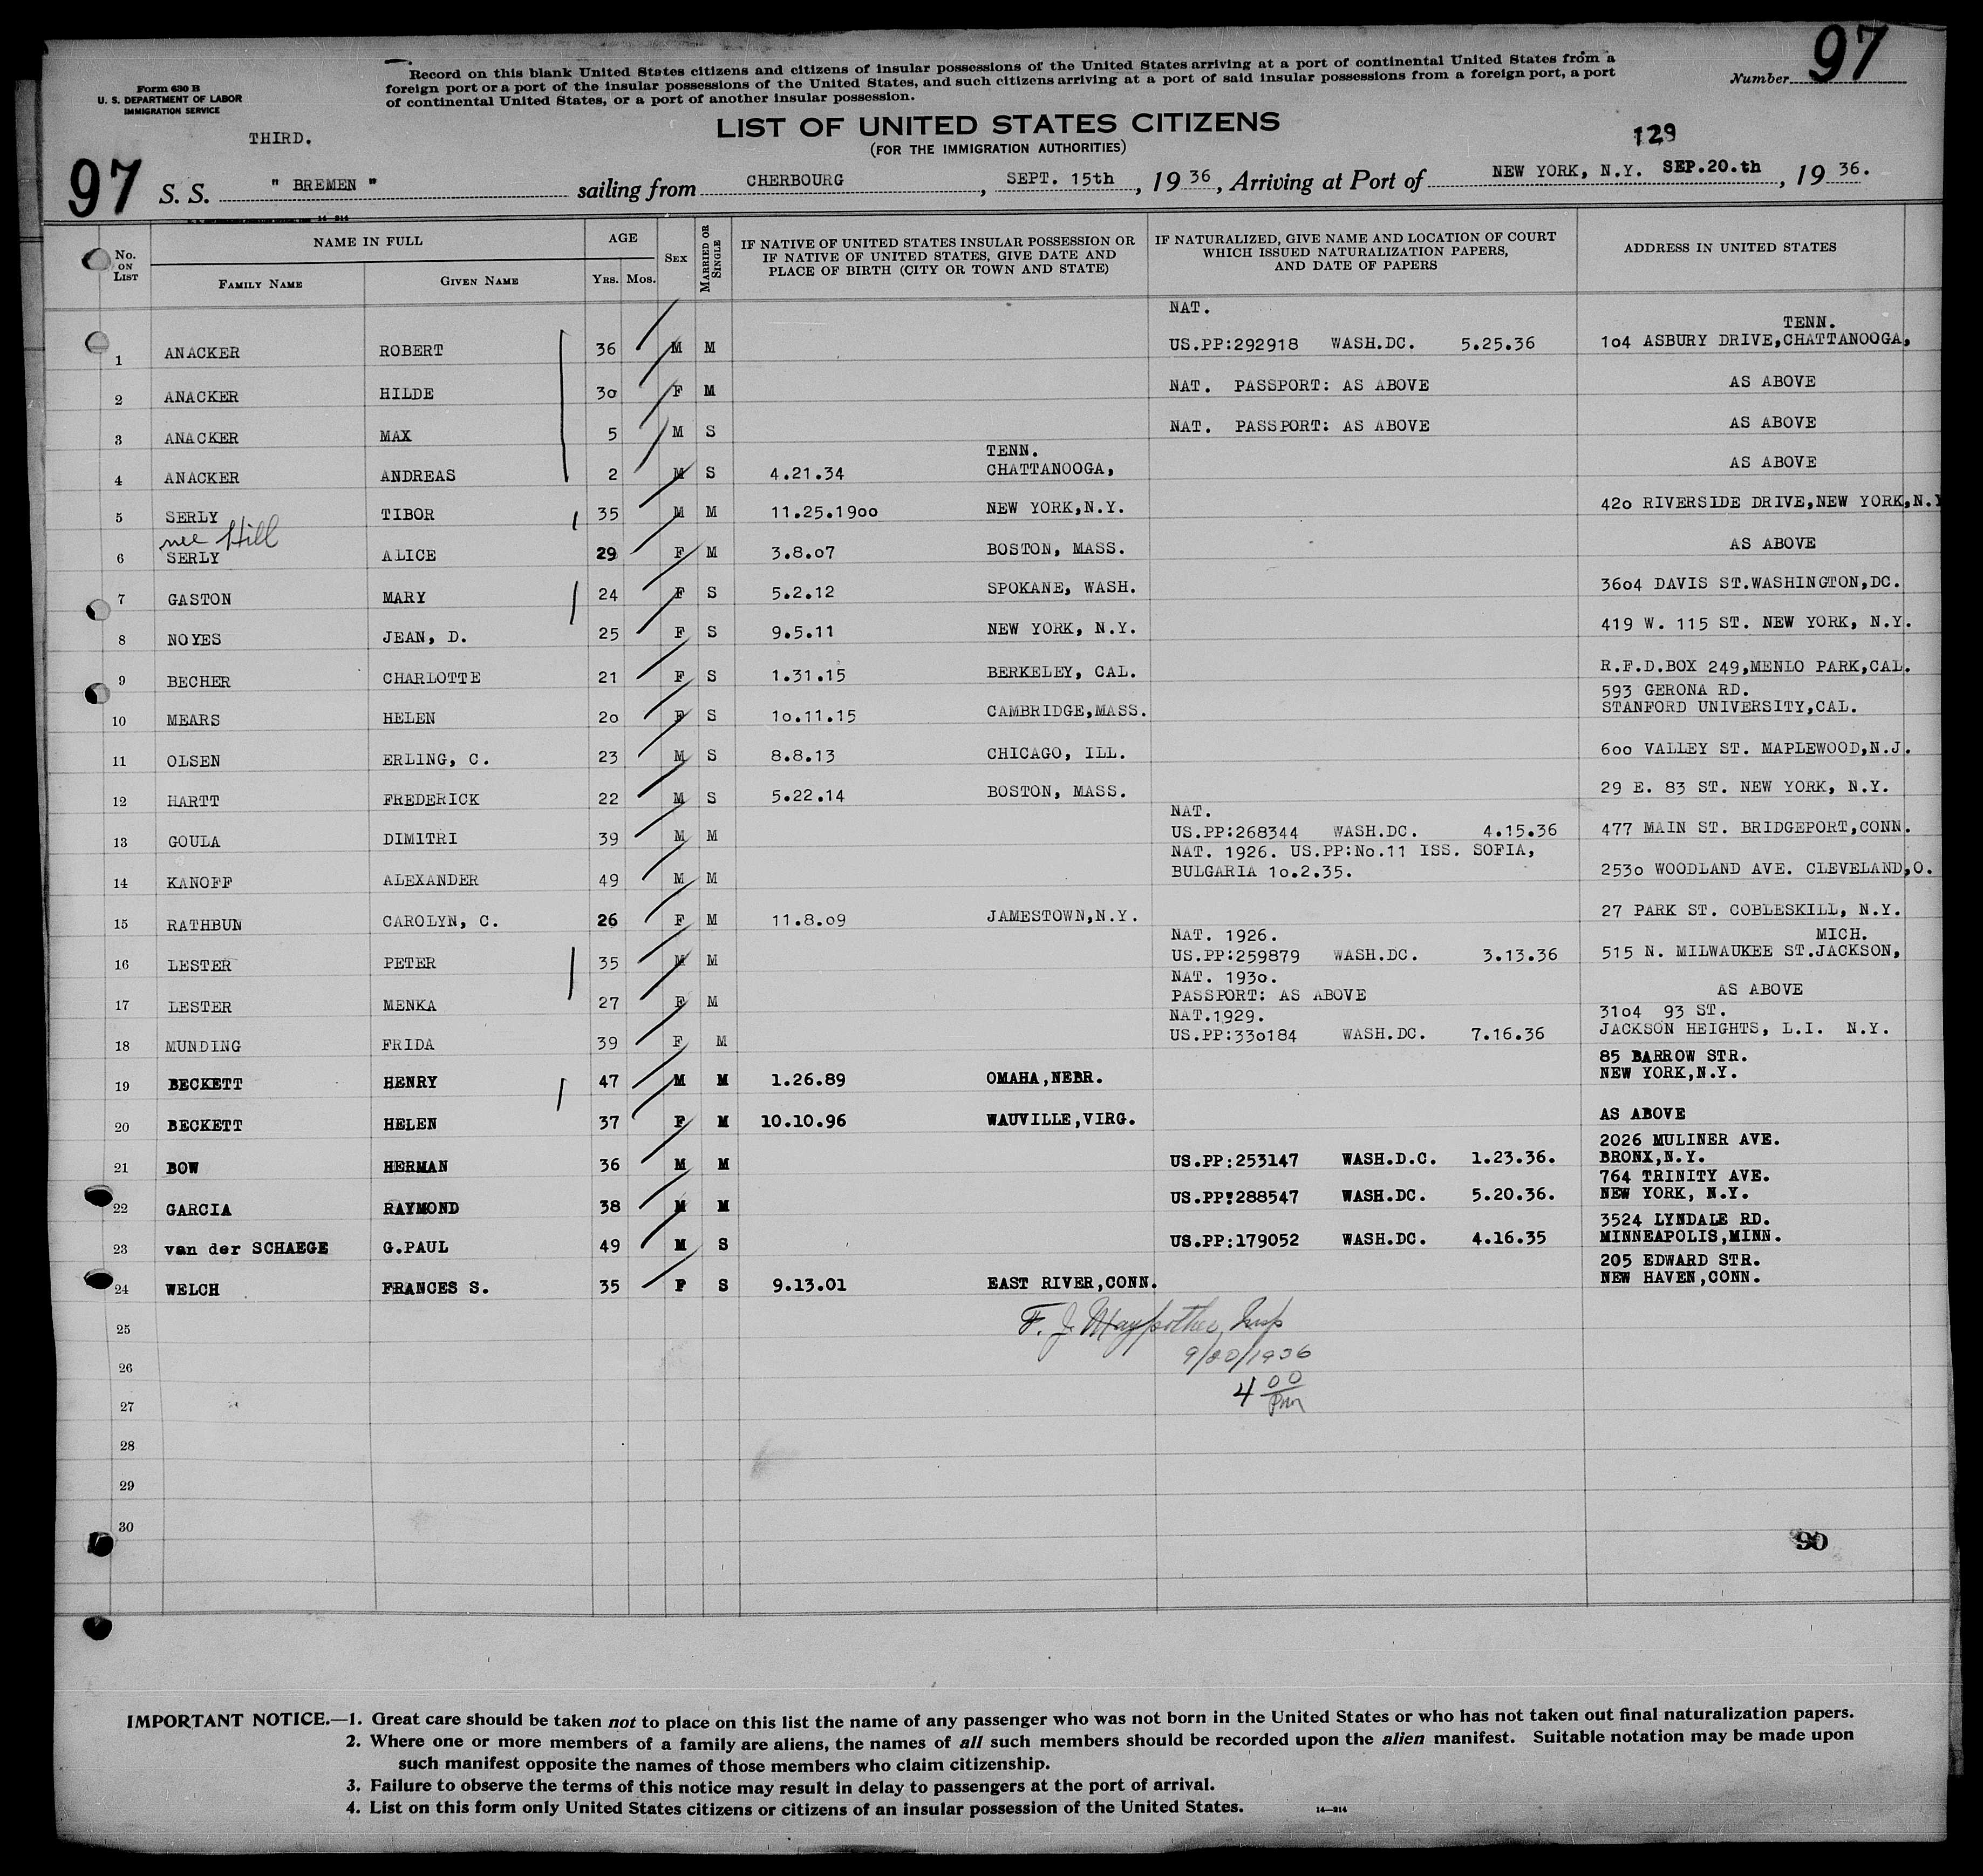 Form 630 B
U. S. DEPARTMENT OF LABOR
IMMIGRATION SERVICE
Record on this blank United States citizens and citizens of insular possessions of the United States arriving at a port of continental United States from a
foreign port or a port of the insular possessions of the United States, and such citizens arriving at a port of said insular possessions from a foreign port, a port
of continental United States, or a port of another insular possession.
Number 97
THIRD.
LIST OF UNITED STATES CITIZENS
(FOR THE IMMIGRATION AUTHORITIES)
129
97 S. S. " BREMEN " sailing from CHERBOURG, SEPT. 15th, 1936, Arriving at Port of NEW YORK, N.Y. SEP.20.th, 1936.
14—214
No. ON LIST NAME IN FULL AGE SEX MARRIED OR SINGLE IF NATIVE OF UNITED STATES INSULAR POSSESSION OR IF NATIVE OF UNITED STATES, GIVE DATE AND PLACE OF BIRTH (CITY OR TOWN AND STATE) IF NATURALIZED, GIVE NAME AND LOCATION OF COURT WHICH ISSUED NATURALIZATION PAPERS, AND DATE OF PAPERS ADDRESS IN UNITED STATES
FAMILY NAME GIVEN NAME YRS. MOS.
NAT.
TENN.
1 ANACKER ROBERT 36 M M US.PP:292918 WASH.DC. 5.25.36 104 ASBURY DRIVE,CHATTANOOGA,
2 ANACKER HILDE 30 F M NAT. PASSPORT: AS ABOVE AS ABOVE
3 ANACKER MAX 5 M S NAT. PASSPORT: AS ABOVE AS ABOVE
TENN.
4 ANACKER ANDREAS 2 M S 4.21.34 CHATTANOOGA, AS ABOVE
5 SERLY TIBOR 35 M M 11.25.1900 NEW YORK,N.Y. 420 RIVERSIDE DRIVE,NEW YORK,N.Y
nee Hill
6 SERLY ALICE 29 F M 3.8.07 BOSTON, MASS. AS ABOVE
7 GASTON MARY 24 F S 5.2.12 SPOKANE, WASH. 3604 DAVIS ST.WASHINGTON,DC.
8 NOYES JEAN, D. 25 F S 9.5.11 NEW YORK, N.Y. 419 W. 115 ST. NEW YORK, N.Y.
9 BECHER CHARLOTTE 21 F S 1.31.15 BERKELEY, CAL. R.F.D.BOX 249,MENLO PARK,CAL.
593 GERONA RD.
10 MEARS HELEN 20 F S 10.11.15 CAMBRIDGE,MASS. STANFORD UNIVERSITY,CAL.
11 OLSEN ERLING, C. 23 M S 8.8.13 CHICAGO, ILL. 600 VALLEY ST. MAPLEWOOD,N.J.
12 HARTT FREDERICK 22 M S 5.22.14 BOSTON, MASS. 29 E. 83 ST. NEW YORK, N.Y.
NAT.
13 GOULA DIMITRI 39 M M US.PP:268344 WASH.DC. 4.15.36 477 MAIN ST. BRIDGEPORT,CONN.
NAT. 1926. US.PP:No.11 ISS. SOFIA,
14 KANOFF ALEXANDER 49 M M BULGARIA 10.2.35. 2530 WOODLAND AVE. CLEVELAND,O.
15 RATHBUN CAROLYN, C. 26 F M 11.8.09 JAMESTOWN,N.Y. 27 PARK ST. COBLESKILL, N.Y.
NAT. 1926. MICH.
16 LESTER PETER 35 M M US.PP:259879 WASH.DC. 3.13.36 515 N. MILWAUKEE ST.JACKSON,
NAT. 1930.
17 LESTER MENKA 27 F M PASSPORT: AS ABOVE AS ABOVE
NAT.1929. 3104 93 ST.
18 MUNDING FRIDA 39 F M US.PP:330184 WASH.DC. 7.16.36 JACKSON HEIGHTS, L.I. N.Y.
85 BARROW STR.
19 BECKETT HENRY 47 M M 1.26.89 OMAHA,NEBR. NEW YORK,N.Y.
20 BECKETT HELEN 37 F M 10.10.96 WAUVILLE,VIRG. AS ABOVE
2026 MULINER AVE.
21 BOW HERMAN 36 M M US.PP:253147 WASH.D.C. 1.23.36. BRONX,N.Y.
764 TRINITY AVE.
22 GARCIA RAYMOND 38 M M US.PP:288547 WASH.DC. 5.20.36. NEW YORK, N.Y.
3524 LYNDALE RD.
23 van der SCHAEGE G.PAUL 49 M S US.PP:179052 WASH.DC. 4.16.35 MINNEAPOLIS,MINN.
205 EDWARD STR.
24 WELCH FRANCES S. 35 F S 9.13.01 EAST RIVER,CONN. NEW HAVEN,CONN.
25 F. J. Maypother, Insp
26 9/20/1936
27 4 00 Pm
28
29
30
90
IMPORTANT NOTICE.—1. Great care should be taken not to place on this list the name of any passenger who was not born in the United States or who has not taken out final naturalization papers.
2. Where one or more members of a family are aliens, the names of all such members should be recorded upon the alien manifest. Suitable notation may be made upon
such manifest opposite the names of those members who claim citizenship.
3. Failure to observe the terms of this notice may result in delay to passengers at the port of arrival.
4. List on this form only United States citizens or citizens of an insular possession of the United States. 14—214